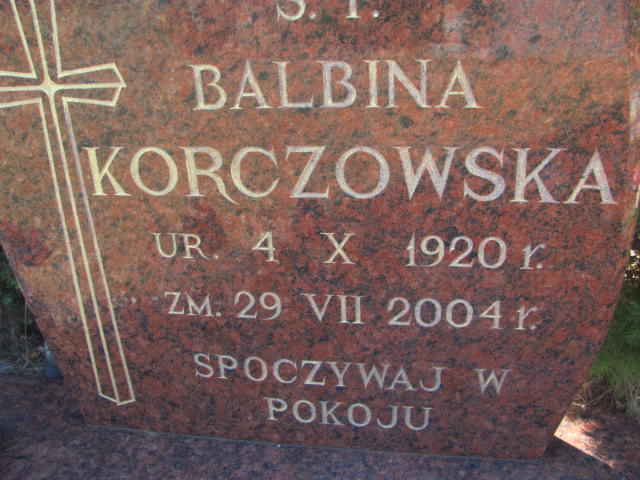 Ś. P.
BALBINA
KORCZOWSKA
UR. 4 X 1920 r.
ZM. 29 VII 2004 r.
SPOCZYWAJ W
POKOJU